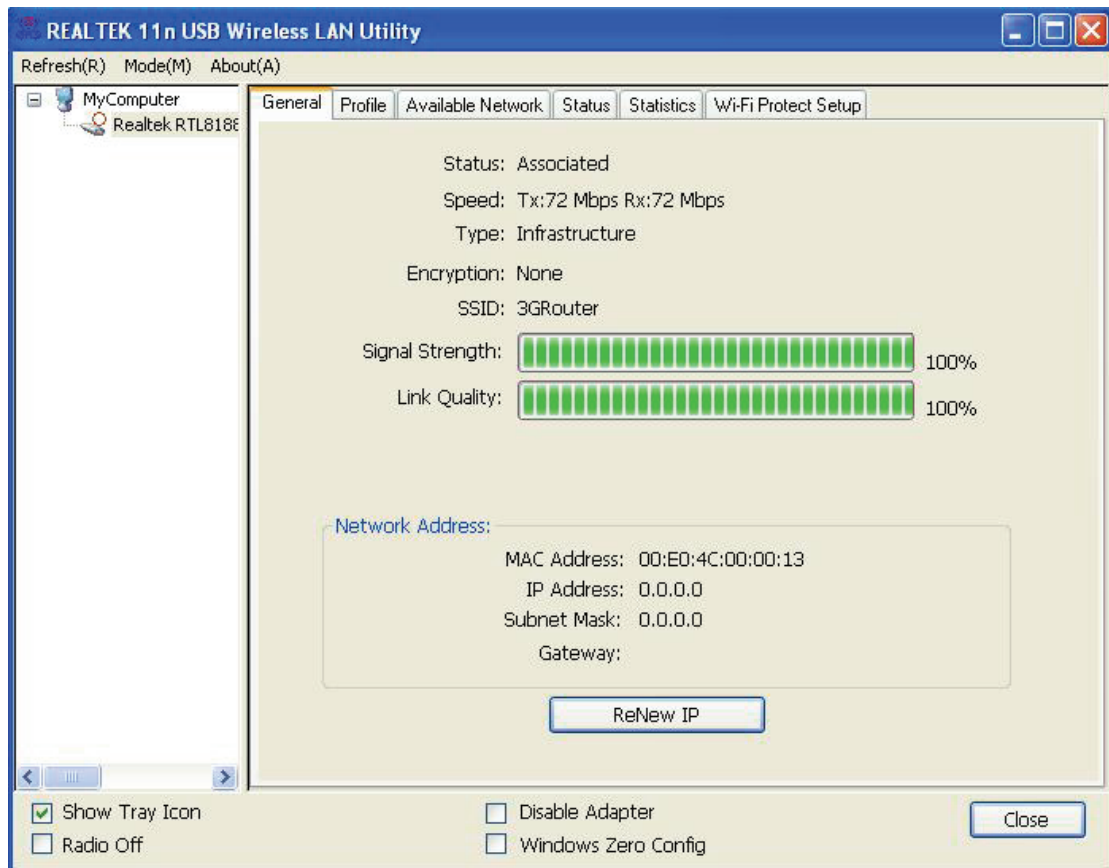 REALTEK 11n USB Wireless LAN Utility
Refresh(R) Mode(M) About(A)
MyComputer
Realtek RTL8188
General Profile Available Network Status Statistics Wi-Fi Protect Setup
Status: Associated
Speed: Tx:72 Mbps Rx:72 Mbps
Type: Infrastructure
Encryption: None
SSID: 3GRouter
Signal Strength: 100%
Link Quality: 100%
Network Address:
MAC Address: 00:E0:4C:00:00:13
IP Address: 0.0.0.0
Subnet Mask: 0.0.0.0
Gateway:
ReNew IP
Show Tray Icon
Radio Off
Disable Adapter
Windows Zero Config
Close